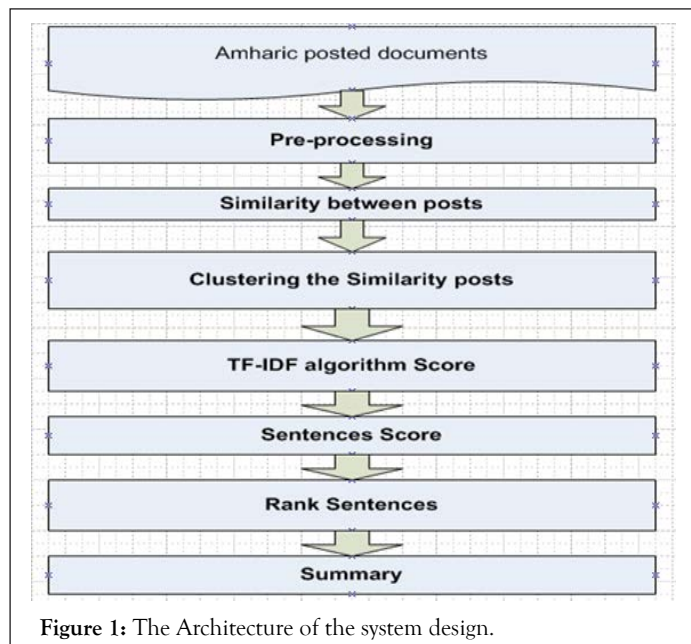 Amharic posted documents
Pre-processing
Similarity between posts
Clustering the Similarity posts
TF-IDF algorithm Score
Sentences Score
Rank Sentences
Summary
Figure 1: The Architecture of the system design.